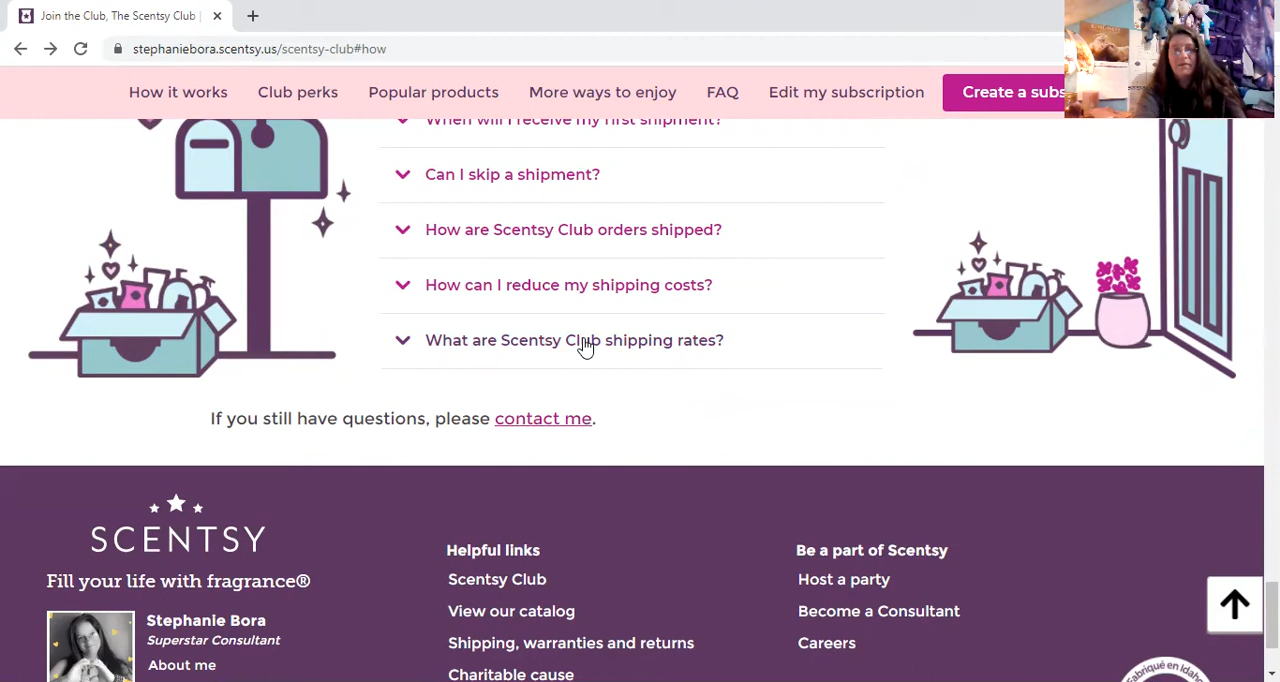 Join the Club, The Scentsy Club |
stephaniebora.scentsy.us/scentsy-club#how
How it works Club perks Popular products More ways to enjoy FAQ Edit my subscription Create a subs
When will I receive my first shipment?
Can I skip a shipment?
How are Scentsy Club orders shipped?
How can I reduce my shipping costs?
What are Scentsy Club shipping rates?
If you still have questions, please contact me.
SCENTSY
Fill your life with fragrance®
Stephanie Bora
Superstar Consultant
About me
Helpful links
Scentsy Club
View our catalog
Shipping, warranties and returns
Charitable cause
Be a part of Scentsy
Host a party
Become a Consultant
Careers
Fabriqué en Idaho